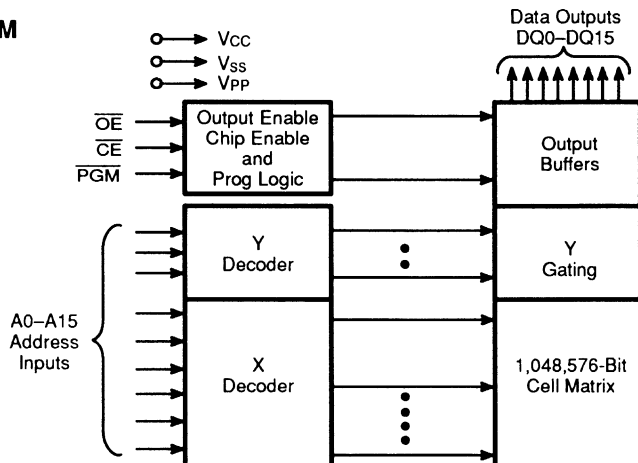 M
Data Outputs
DQ0–DQ15
VCC
VSS
VPP
OE
CE
PGM
Output Enable
Chip Enable
and
Prog Logic
Output
Buffers
Y
Decoder
Y
Gating
A0–A15
Address
Inputs
X
Decoder
1,048,576-Bit
Cell Matrix